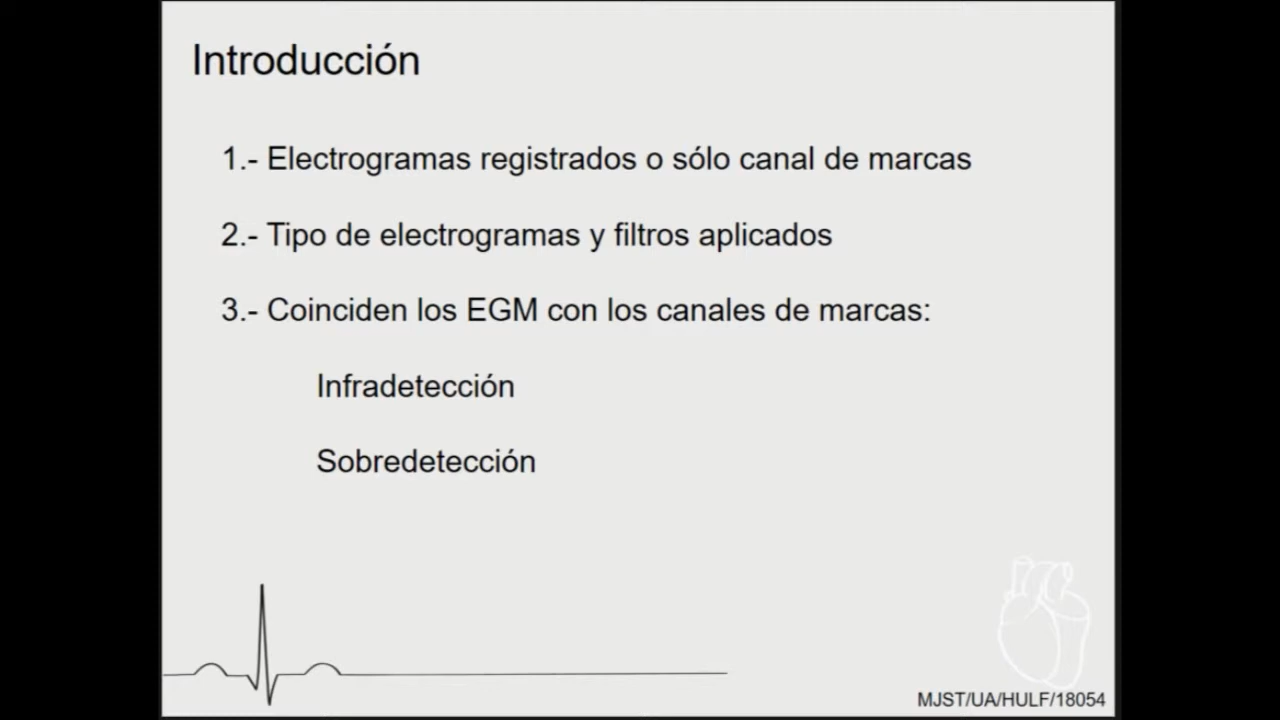 Introducción
1.- Electrogramas registrados o sólo canal de marcas
2.- Tipo de electrogramas y filtros aplicados
3.- Coinciden los EGM con los canales de marcas:
Infradetección
Sobredetección
MJST/UA/HULF/18054